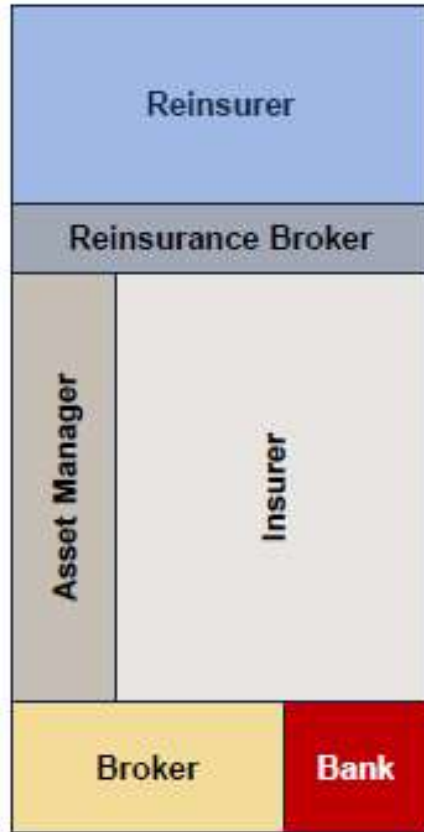 Reinsurer
Reinsurance Broker
Asset Manager
Insurer
Broker
Bank